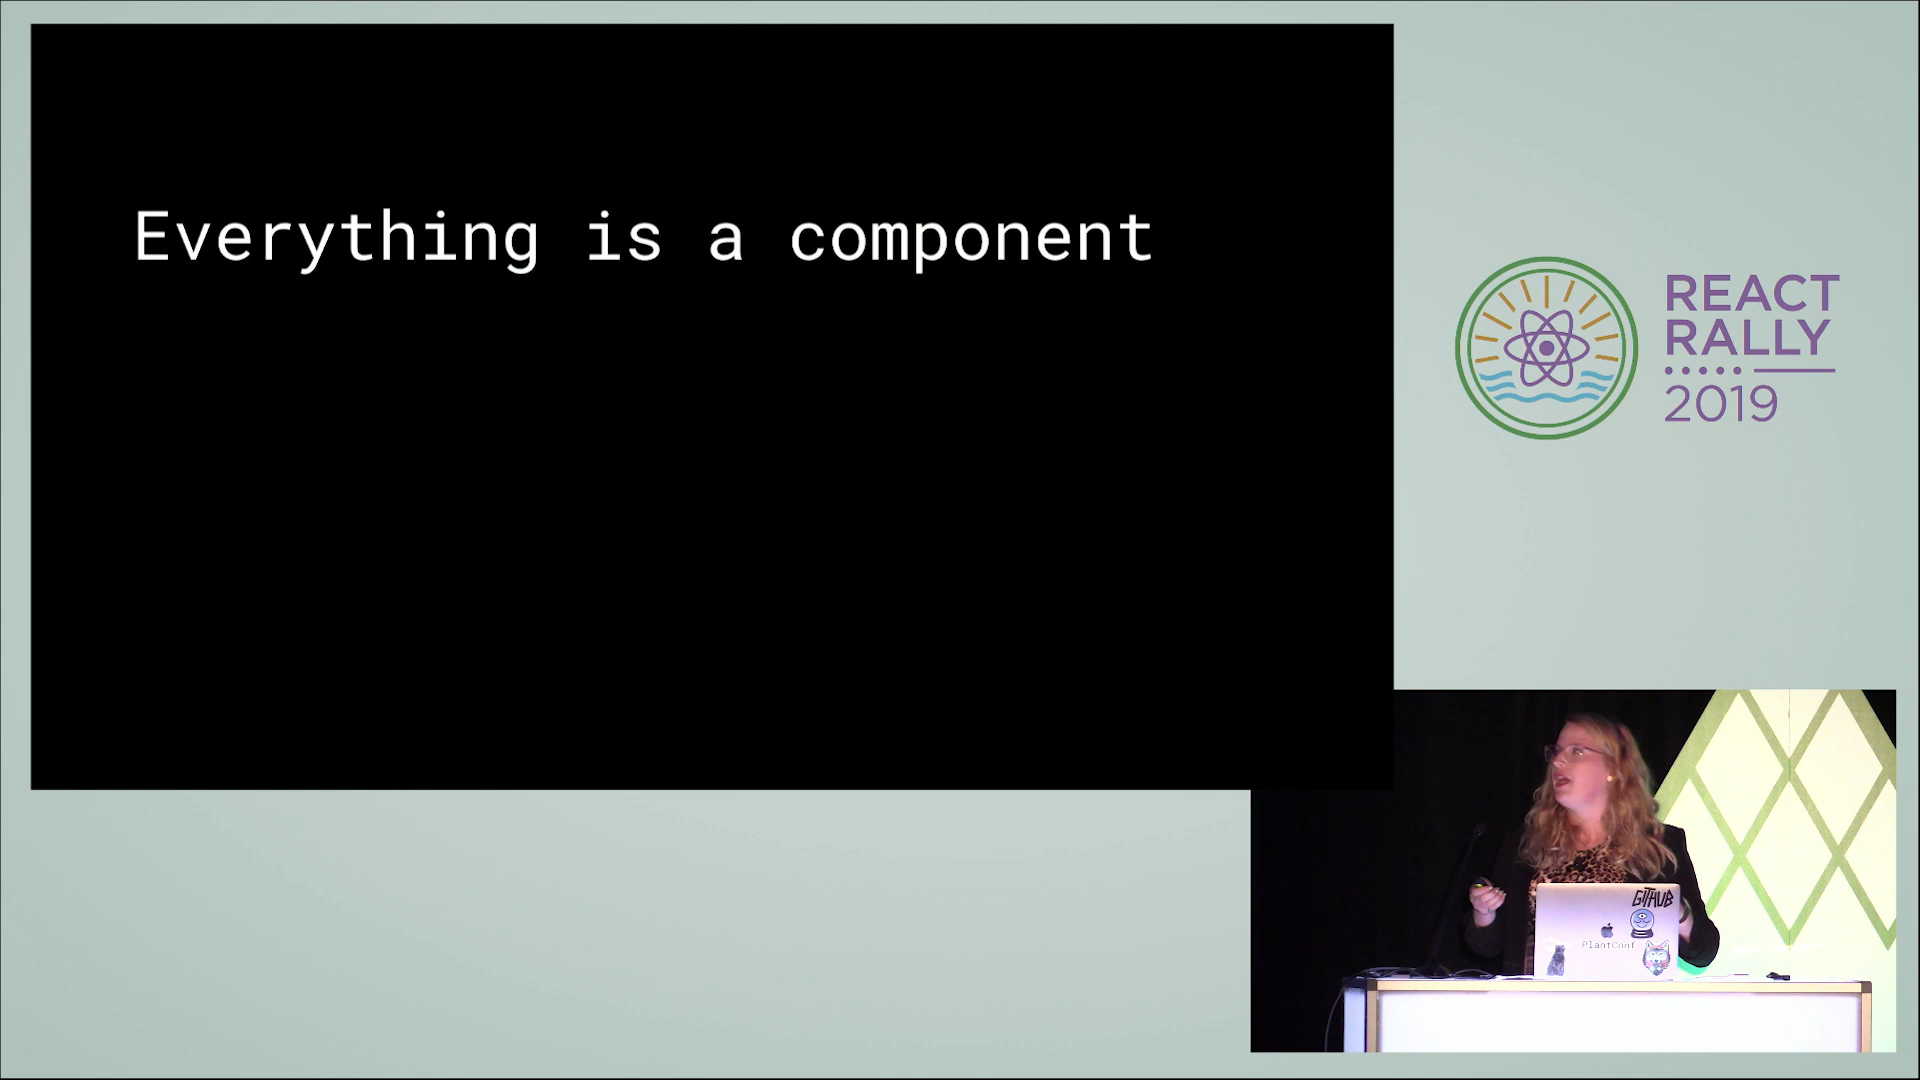 Everything is a component
REACT
RALLY
2019
GITHUB
PlantConf